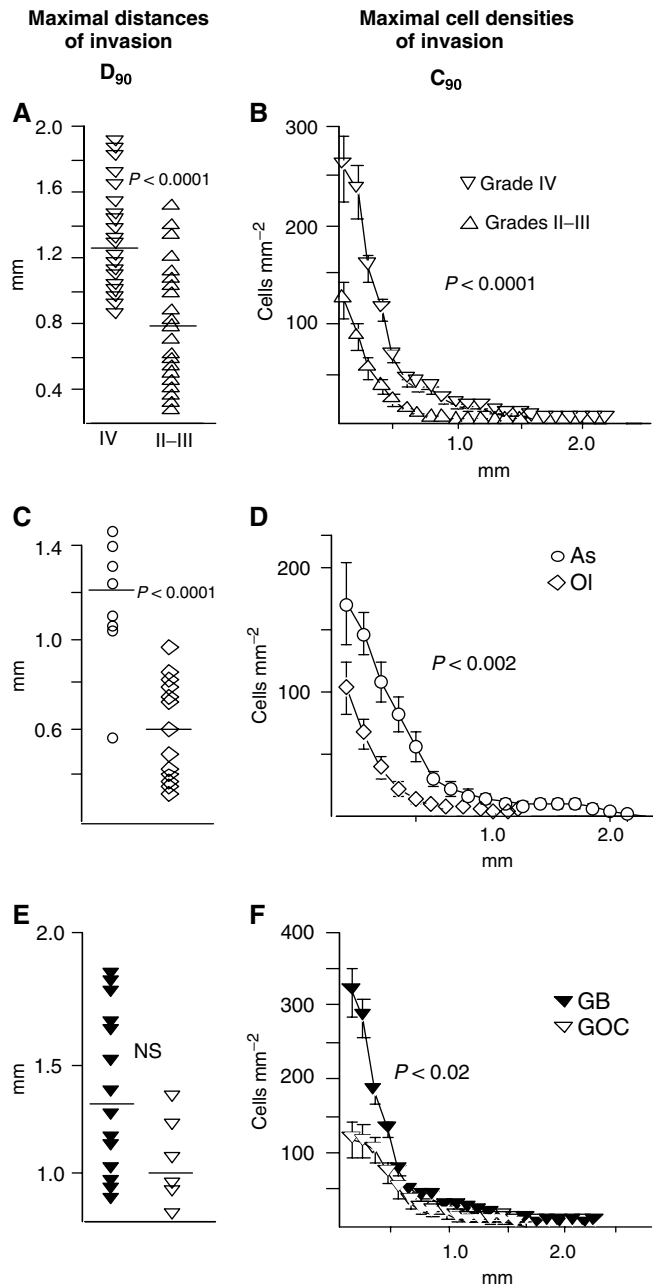 Maximal distances
of invasion
D90
Maximal cell densities
of invasion
C90
A
2.0
1.6
1.2
0.8
0.4
mm
P < 0.0001
IV
II–III
B
300
200
100
Cells mm−2
Grade IV
Grades II–III
P < 0.0001
1.0
2.0
mm
C
1.4
1.0
0.6
mm
P < 0.0001
D
200
100
Cells mm−2
As
Ol
P < 0.002
1.0
2.0
mm
E
2.0
1.5
1.0
mm
NS
F
400
300
200
100
Cells mm−2
GB
GOC
P < 0.02
1.0
2.0
mm